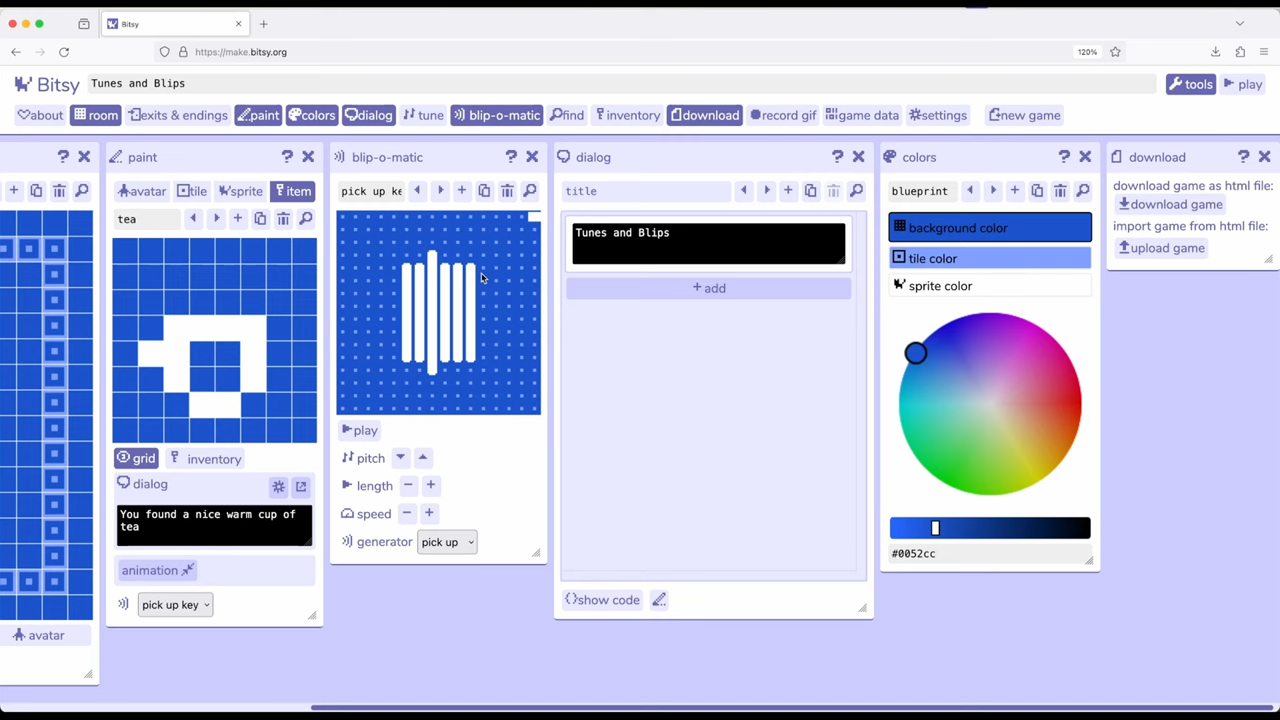 Bitsy
https://make.bitsy.org
120%
Bitsy
Tunes and Blips
tools
play
about
room
exits & endings
paint
colors
dialog
tune
blip-o-matic
find
inventory
download
record gif
game data
settings
new game
?
paint
?
avatar
tile
sprite
item
tea
grid
inventory
dialog
You found a nice warm cup of
tea
animation
pick up key
blip-o-matic
?
pick up ke
play
pitch
length
speed
generator
pick up
dialog
?
title
Tunes and Blips
+ add
show code
colors
?
blueprint
background color
tile color
sprite color
#0052cc
download
?
download game as html file:
download game
import game from html file:
upload game
avatar